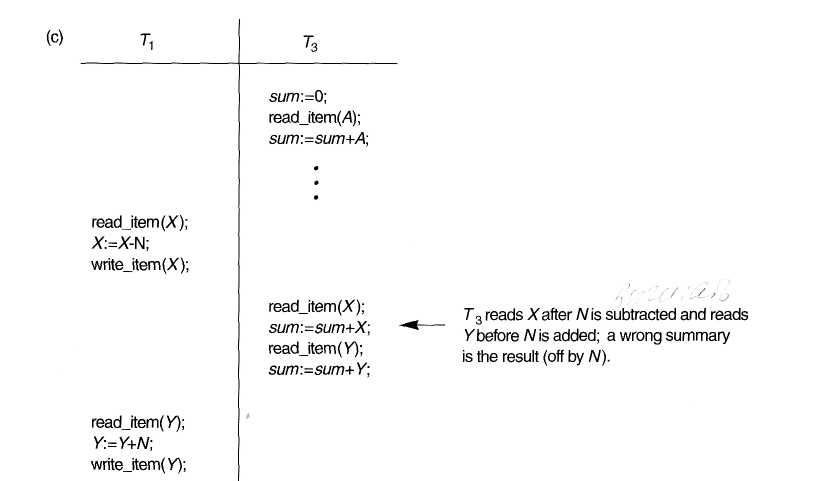 (c)
T1 T3
sum:=0;
read_item(A);
sum:=sum+A;
read_item(X);
X:=X-N;
write_item(X);
read_item(X);
sum:=sum+X;
read_item(Y);
sum:=sum+Y;
T3 reads X after N is subtracted and reads
Y before N is added; a wrong summary
is the result (off by N).
read_item(Y);
Y:=Y+N;
write_item(Y);